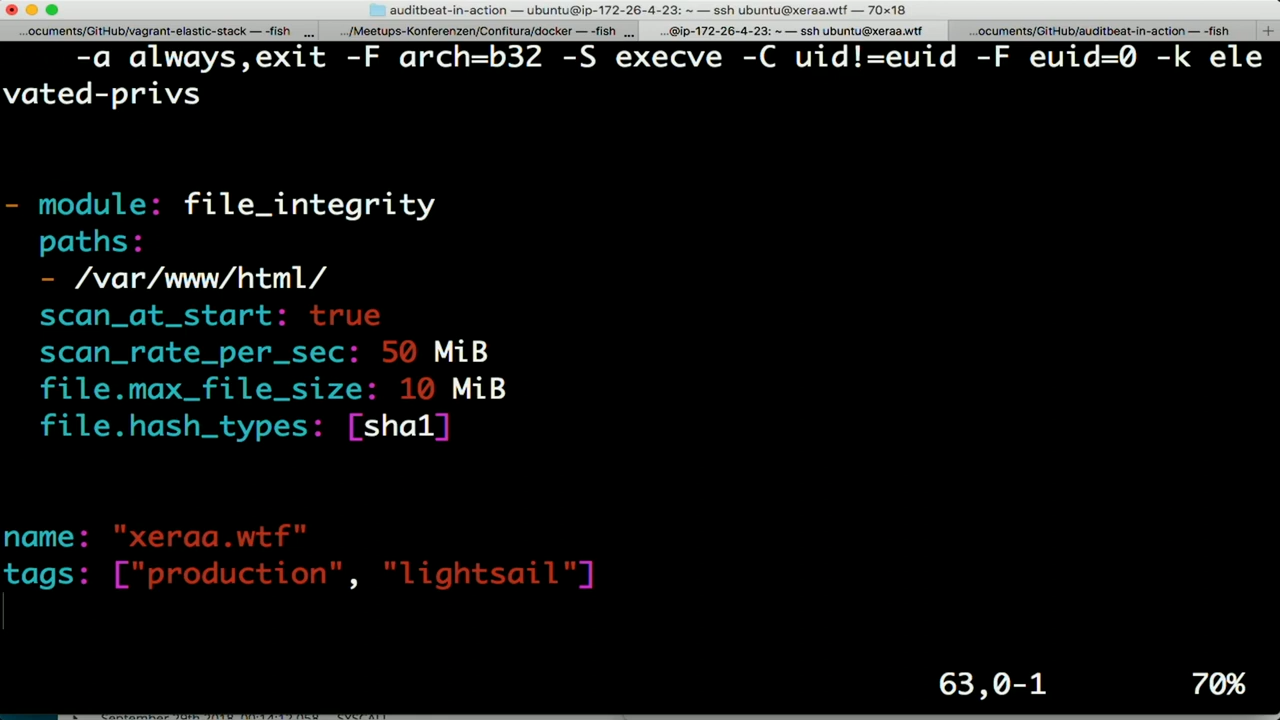 auditbeat-in-action — ubuntu@ip-172-26-4-23: ~ — ssh ubuntu@xeraa.wtf — 70×18
...ocuments/GitHub/vagrant-elastic-stack — -fish ... .../Meetups-Konferenzen/Confitura/docker — -fish ... ...@ip-172-26-4-23: ~ — ssh ubuntu@xeraa.wtf ...ocuments/GitHub/auditbeat-in-action — -fish +
-a always,exit -F arch=b32 -S execve -C uid!=euid -F euid=0 -k ele
vated-privs
- module: file_integrity
paths:
- /var/www/html/
scan_at_start: true
scan_rate_per_sec: 50 MiB
file.max_file_size: 10 MiB
file.hash_types: [sha1]
name: "xeraa.wtf"
tags: ["production", "lightsail"]
63,0-1 70%